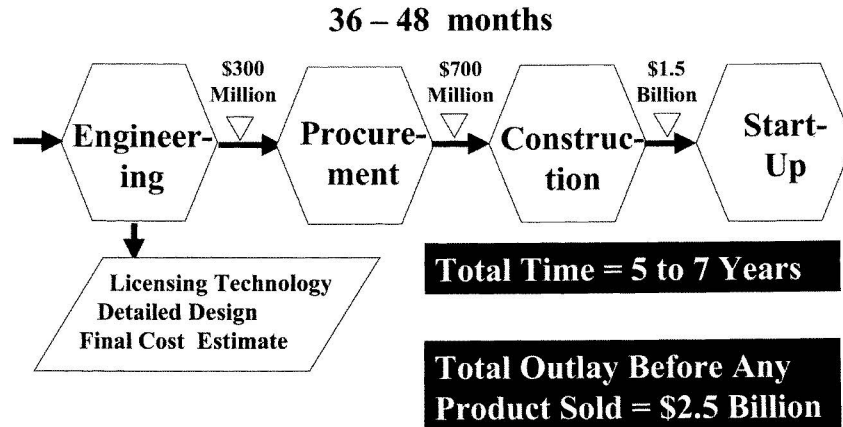 36 – 48 months
$300
Million
$700
Million
$1.5
Billion
Engineer-
ing
Procure-
ment
Construc-
tion
Start-
Up
Licensing Technology
Detailed Design
Final Cost Estimate
Total Time = 5 to 7 Years
Total Outlay Before Any
Product Sold = $2.5 Billion